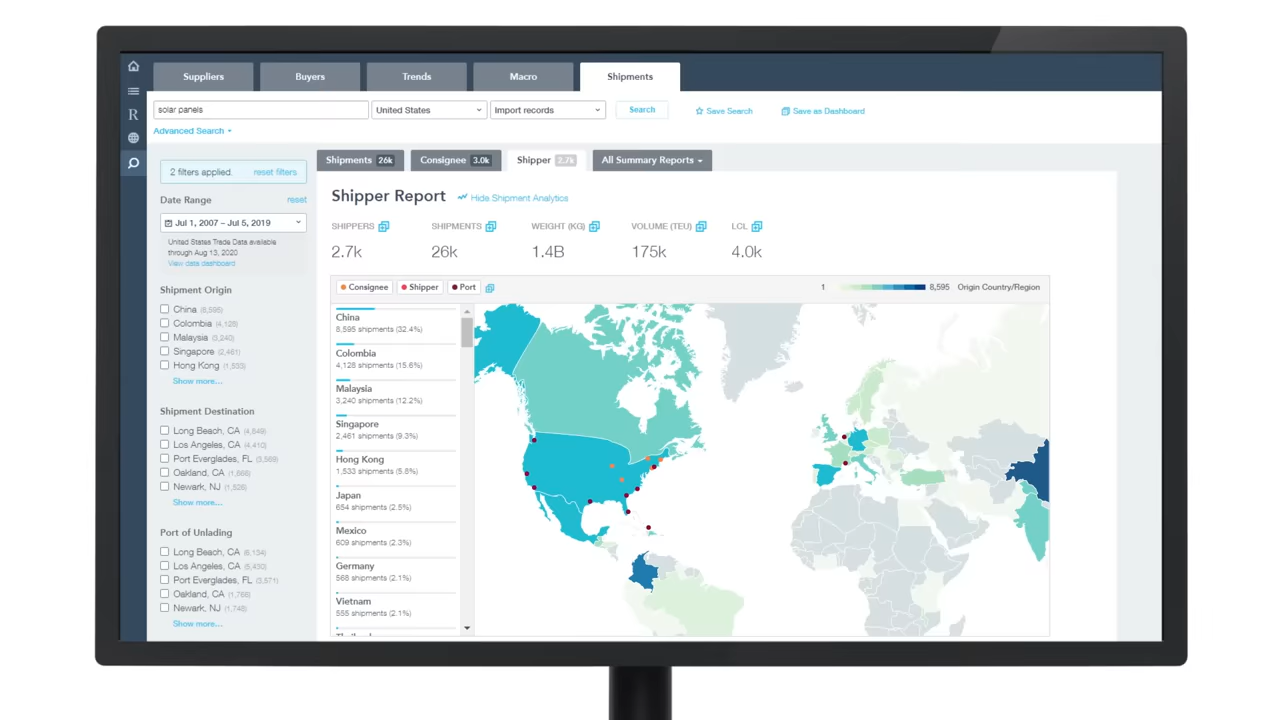 Suppliers
Buyers
Trends
Macro
Shipments
solar panels
United States
Import records
Search
Save Search
Save as Dashboard
Advanced Search
R
2 filters applied.
reset filters
Date Range
reset
Jul 1, 2007 – Jul 5, 2019
United States Trade Data available
through Aug 13, 2020
View data dashboard
Shipment Origin
China (8,595)
Colombia (4,128)
Malaysia (3,240)
Singapore (2,461)
Hong Kong (1,533)
Show more...
Shipment Destination
Long Beach, CA (4,849)
Los Angeles, CA (4,410)
Port Everglades, FL (3,569)
Oakland, CA (1,666)
Newark, NJ (1,526)
Show more...
Port of Unlading
Long Beach, CA (6,134)
Los Angeles, CA (5,430)
Port Everglades, FL (3,571)
Oakland, CA (1,766)
Newark, NJ (1,748)
Show more...
Shipments 26k
Consignee 3.0k
Shipper 2.7k
All Summary Reports
Shipper Report
Hide Shipment Analytics
SHIPPERS
SHIPMENTS
WEIGHT (KG)
VOLUME (TEU)
LCL
2.7k
26k
1.4B
175k
4.0k
Consignee
Shipper
Port
1
8,595
Origin Country/Region
China
8,595 shipments (32.4%)
Colombia
4,128 shipments (15.6%)
Malaysia
3,240 shipments (12.2%)
Singapore
2,461 shipments (9.3%)
Hong Kong
1,533 shipments (5.8%)
Japan
654 shipments (2.5%)
Mexico
609 shipments (2.3%)
Germany
568 shipments (2.1%)
Vietnam
555 shipments (2.1%)